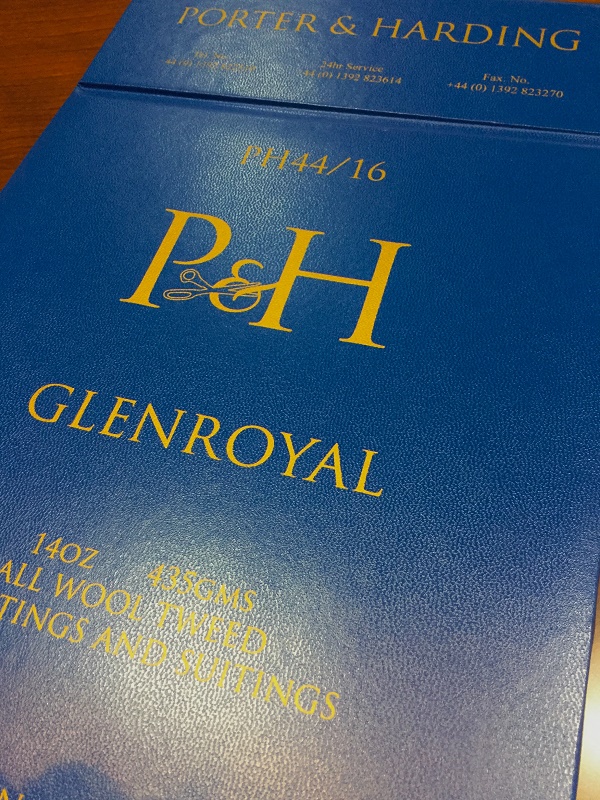 PORTER & HARDING
24hr Service
Fax. No.
44 (0) 1392 823614
+44 (0) 1392 823270
PH44/16
P&H
GLENROYAL
14OZ 435GMS
ALL WOOL TWEED
TINGS AND SUITINGS